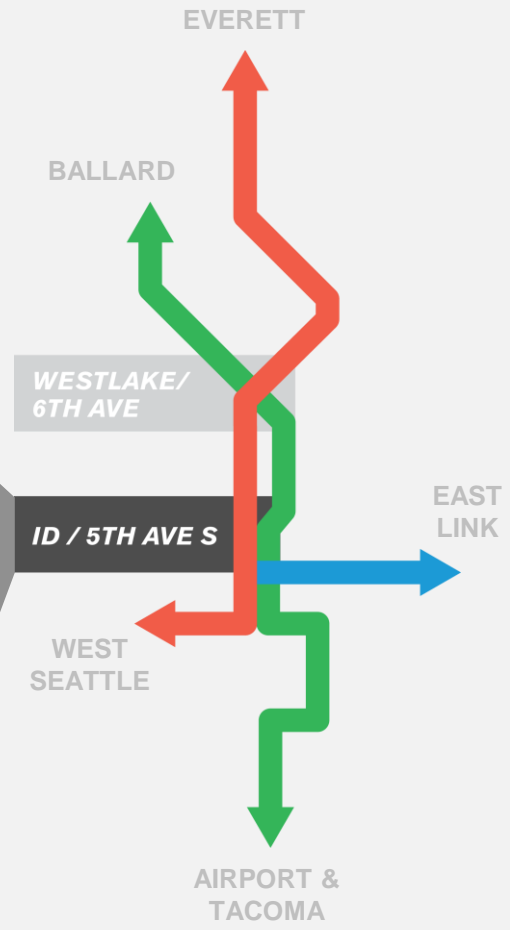 EVERETT
BALLARD
WESTLAKE/
6TH AVE
EAST
LINK
ID / 5TH AVE S
WEST
SEATTLE
AIRPORT &
TACOMA